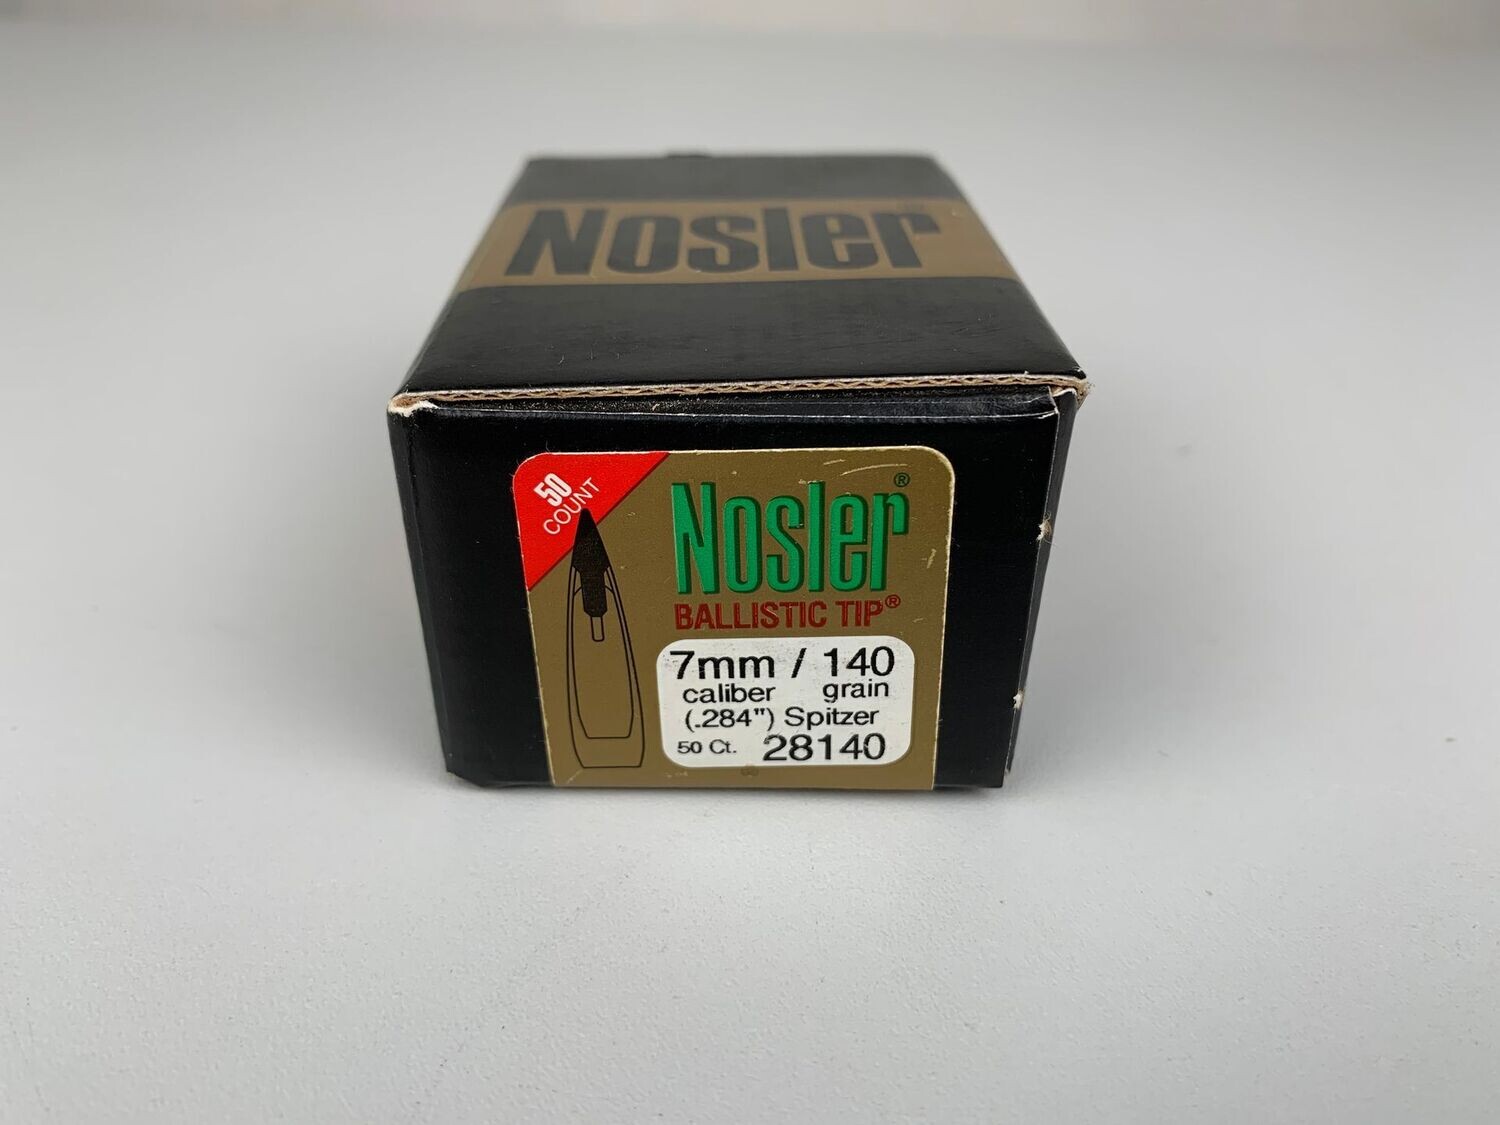 Nosler
50
COUNT
Nosler®
BALLISTIC TIP®
7mm / 140
caliber grain
(.284") Spitzer
50 Ct. 28140